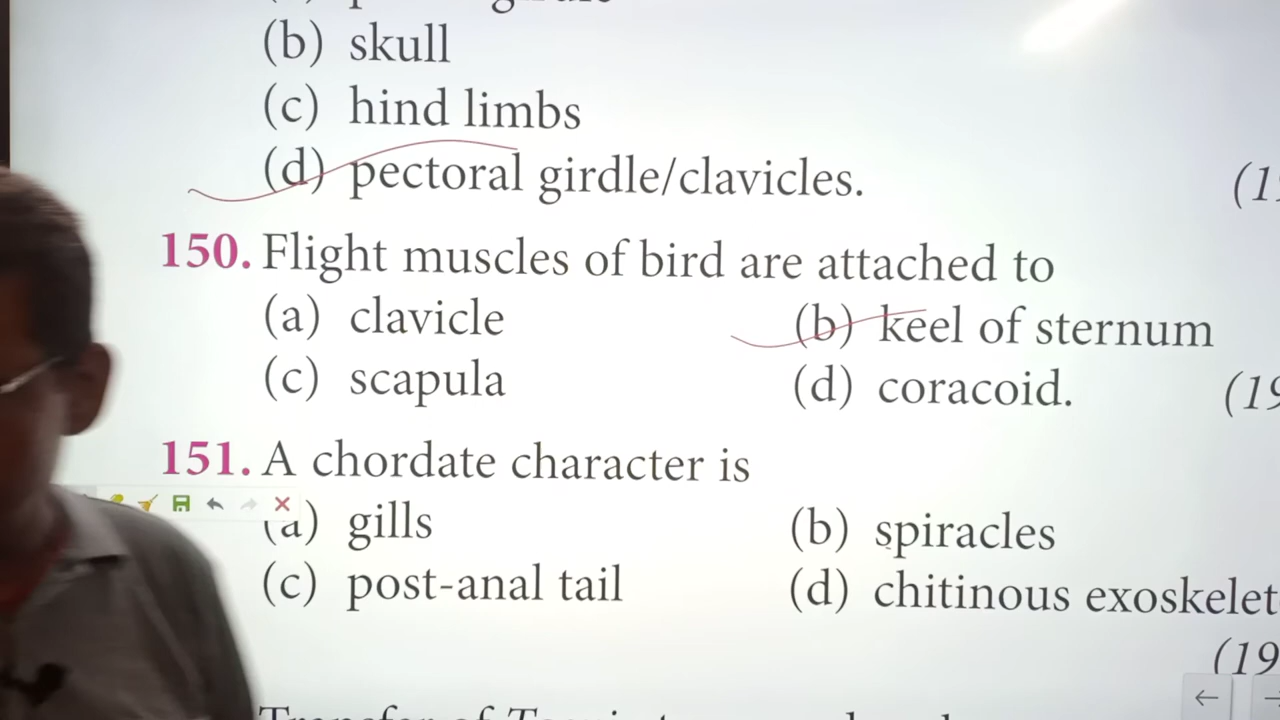 (b) skull
(c) hind limbs
(d) pectoral girdle/clavicles.
150. Flight muscles of bird are attached to
(a) clavicle (b) keel of sternum
(c) scapula (d) coracoid.
151. A chordate character is
(a) gills (b) spiracles
(c) post-anal tail (d) chitinous exoskelet
(19